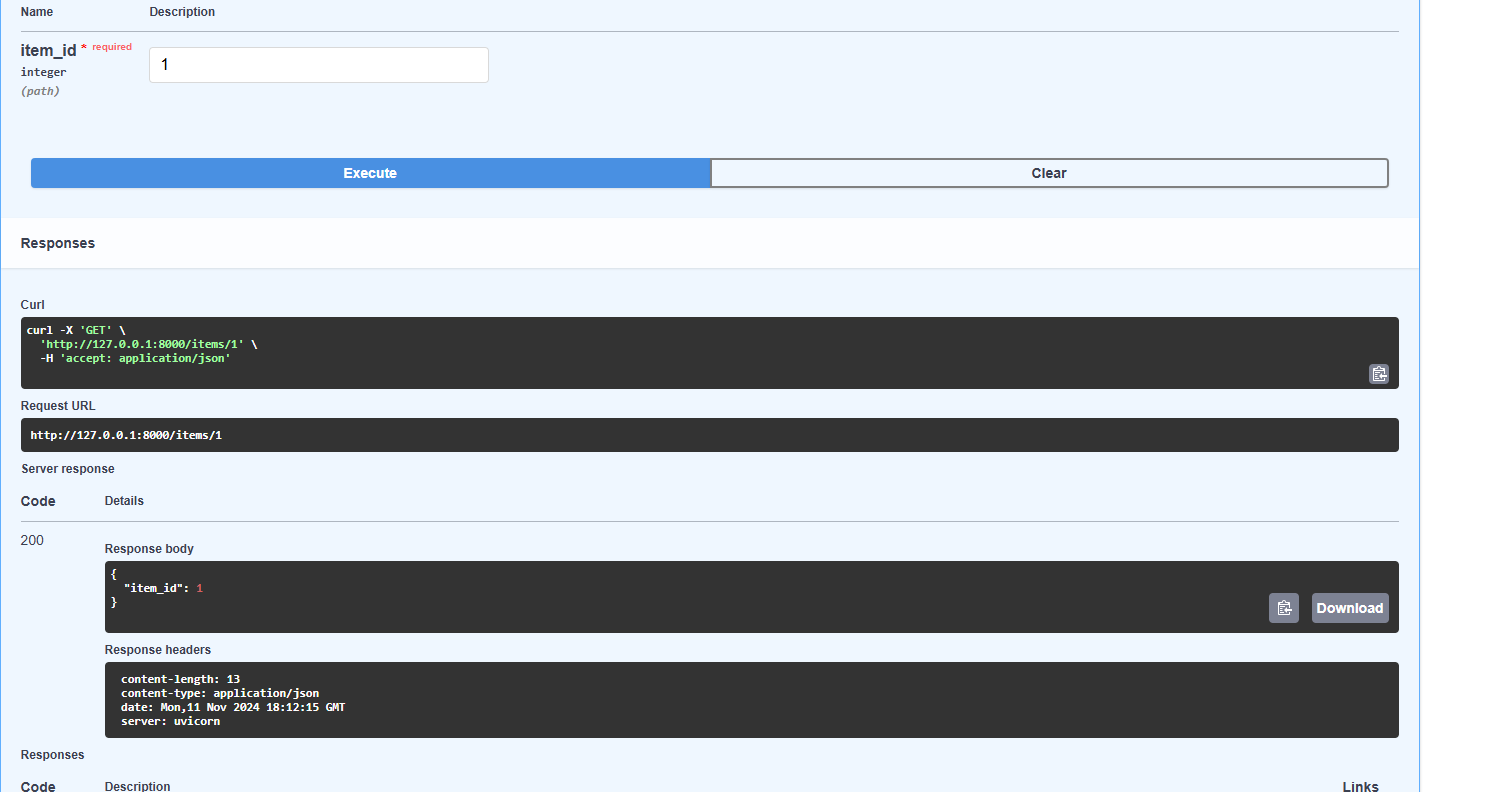 Name Description
item_id * required
integer
(path)
1
Execute Clear
Responses
Curl
curl -X 'GET' \
'http://127.0.0.1:8000/items/1' \
-H 'accept: application/json'
Request URL
http://127.0.0.1:8000/items/1
Server response
Code Details
200
Response body
{
"item_id": 1
}
Download
Response headers
content-length: 13
content-type: application/json
date: Mon,11 Nov 2024 18:12:15 GMT
server: uvicorn
Responses
Code Description Links